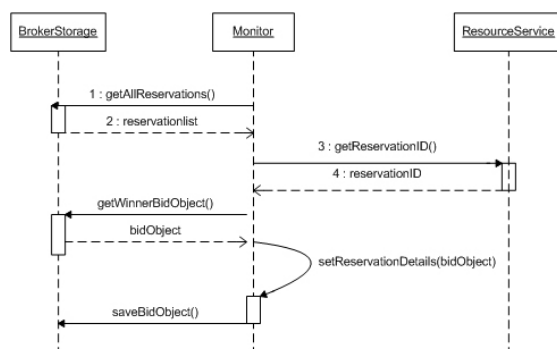 BrokerStorage
Monitor
ResourceService
1 : getAllReservations()
2 : reservationlist
3 : getReservationID()
4 : reservationID
getWinnerBidObject()
bidObject
setReservationDetails(bidObject)
saveBidObject()